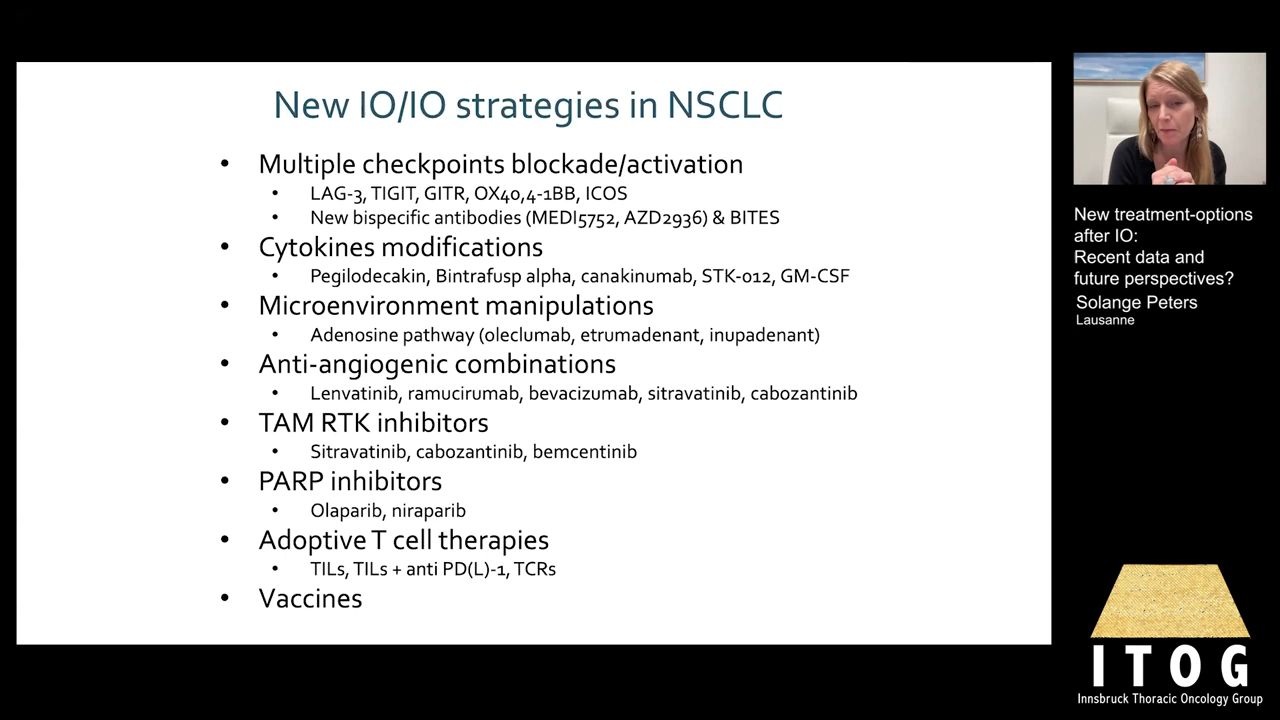 New IO/IO strategies in NSCLC
• Multiple checkpoints blockade/activation
• LAG-3, TIGIT, GITR, OX40,4-1BB, ICOS
• New bispecific antibodies (MEDI5752, AZD2936) & BITES
• Cytokines modifications
• Pegilodecakin, Bintrafusp alpha, canakinumab, STK-012, GM-CSF
• Microenvironment manipulations
• Adenosine pathway (oleclumab, etrumadenant, inupadenant)
• Anti-angiogenic combinations
• Lenvatinib, ramucirumab, bevacizumab, sitravatinib, cabozantinib
• TAM RTK inhibitors
• Sitravatinib, cabozantinib, bemcentinib
• PARP inhibitors
• Olaparib, niraparib
• Adoptive T cell therapies
• TILs, TILs + anti PD(L)-1, TCRs
• Vaccines
New treatment-options
after IO:
Recent data and
future perspectives?
Solange Peters
Lausanne
ITOG
Innsbruck Thoracic Oncology Group